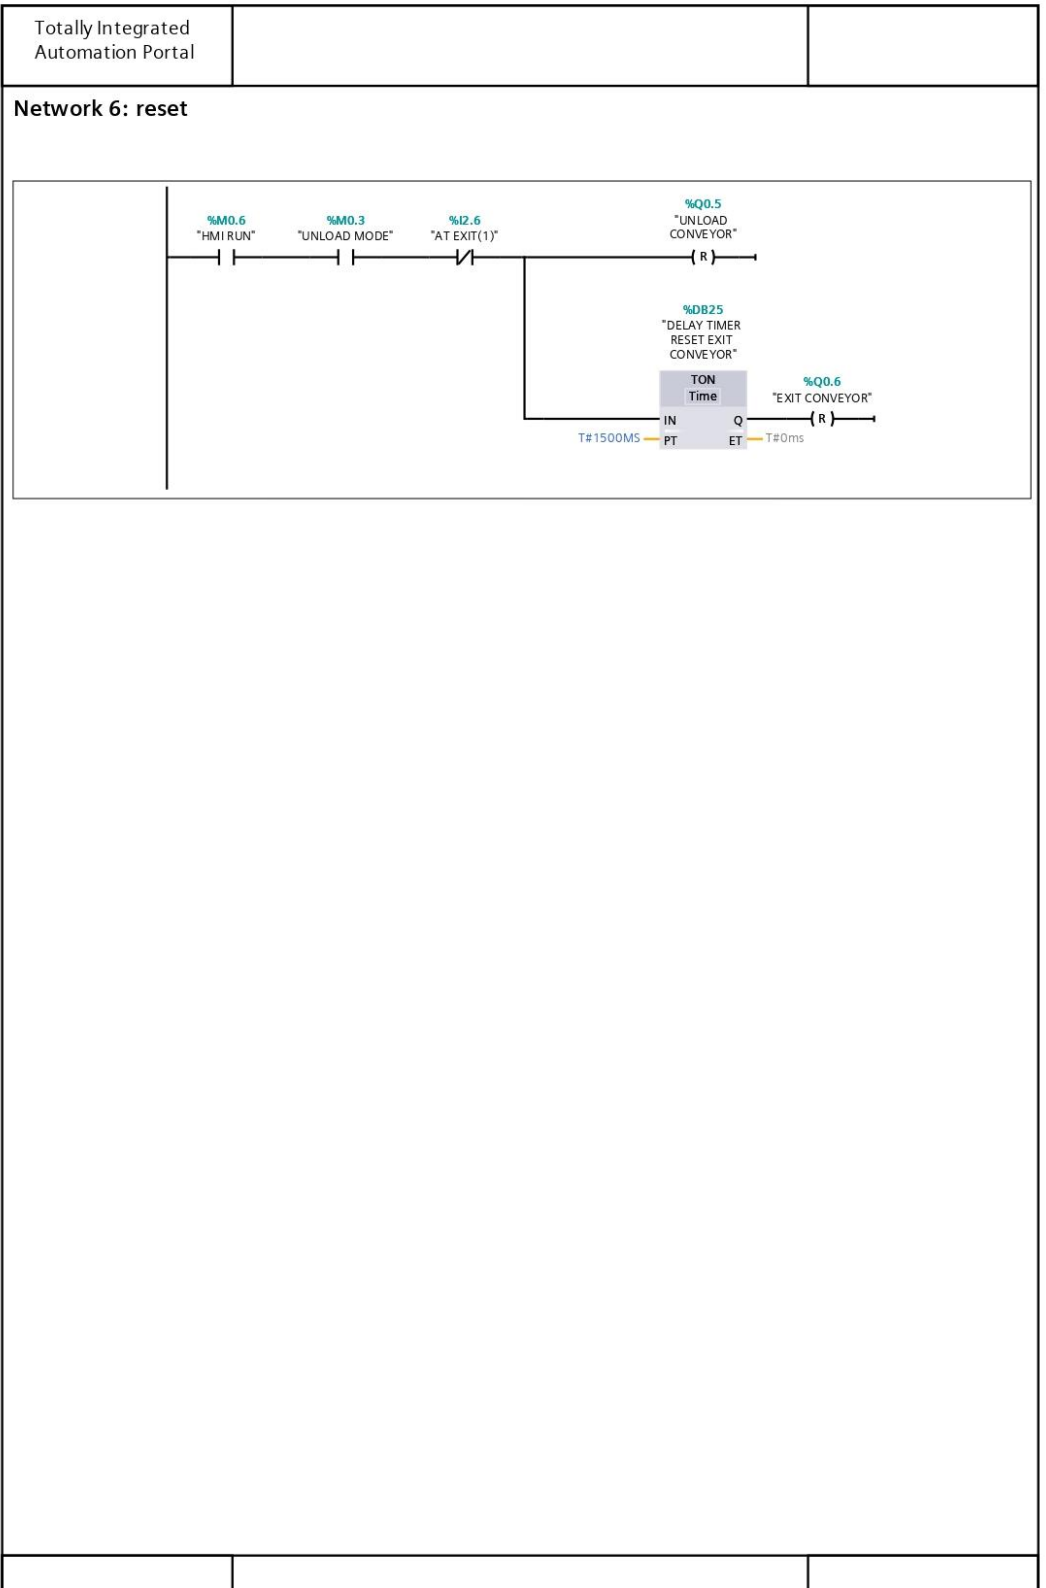 Totally Integrated
Automation Portal
Network 6: reset
%M0.6
"HMI RUN"
%M0.3
"UNLOAD MODE"
%I2.6
"AT EXIT(1)"
%Q0.5
"UNLOAD
CONVEYOR"
R
%DB25
"DELAY TIMER
RESET EXIT
CONVEYOR"
TON
Time
%Q0.6
"EXIT CONVEYOR"
IN
Q
R
T#1500MS
PT
ET
T#0ms